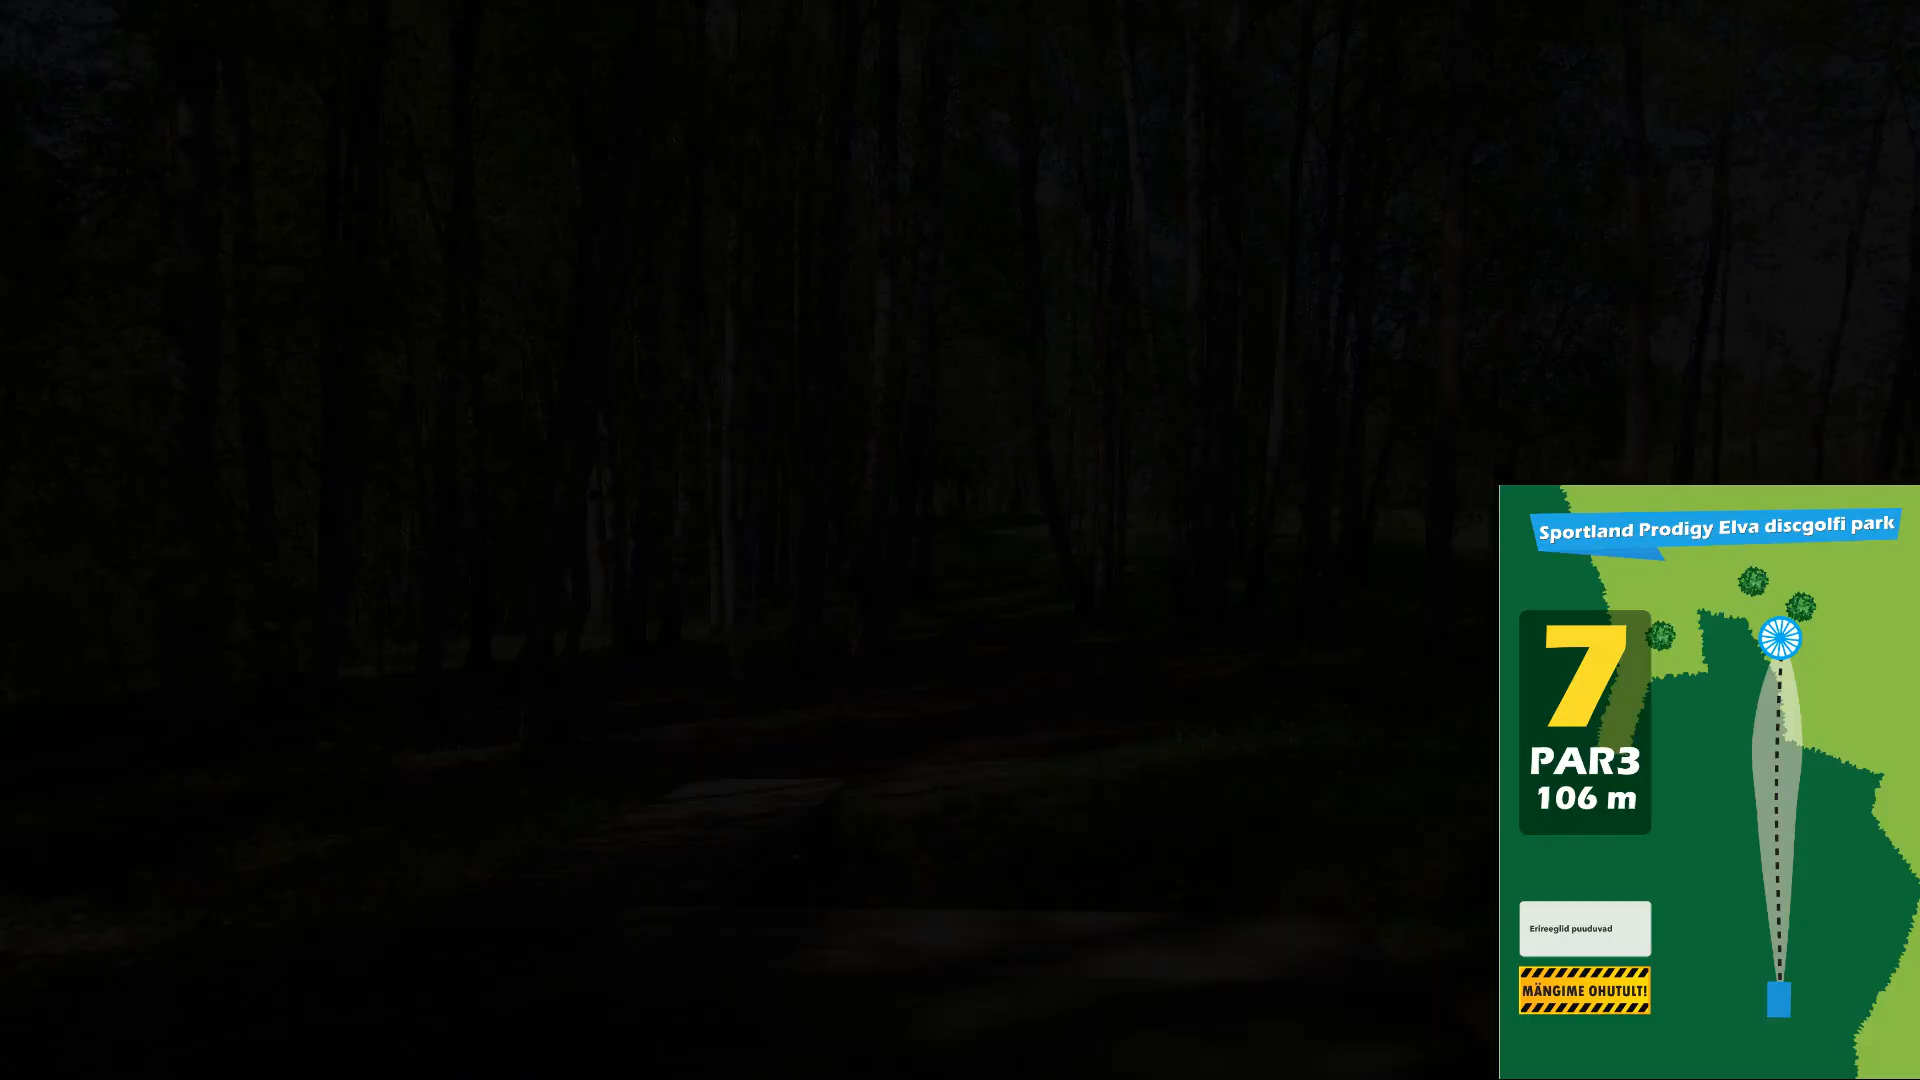 Sportland Prodigy Elva discgolfi park
7
PAR3
106 m
Erireeglid puuduvad
MÄNGIME OHUTULT!